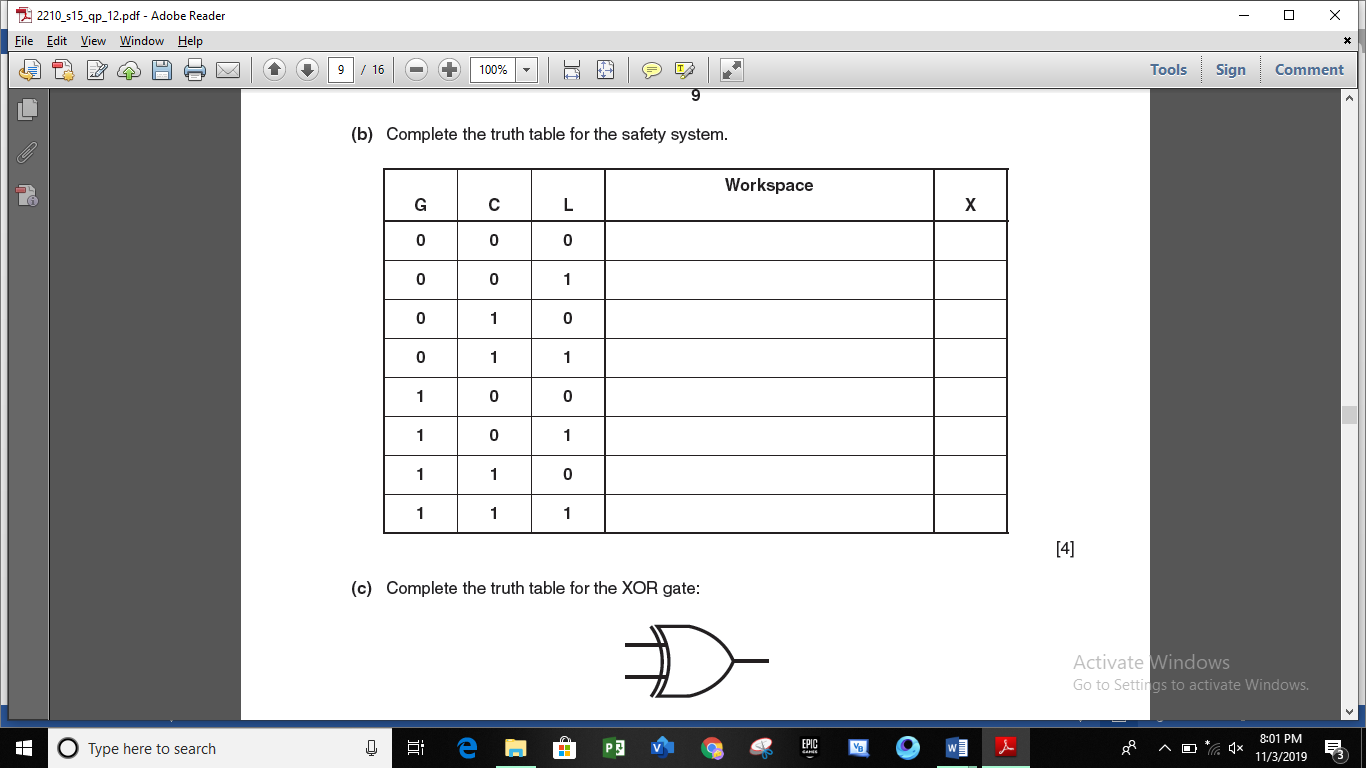 2210_s15_qp_12.pdf - Adobe Reader
File Edit View Window Help
9 / 16 100% Tools Sign Comment
9
(b) Complete the truth table for the safety system.
G C L Workspace X
0 0 0
0 0 1
0 1 0
0 1 1
1 0 0
1 0 1
1 1 0
1 1 1
[4]
(c) Complete the truth table for the XOR gate:
Activate Windows
Go to Settings to activate Windows.
Type here to search
EPIC
GAMES
8:01 PM
11/3/2019
3